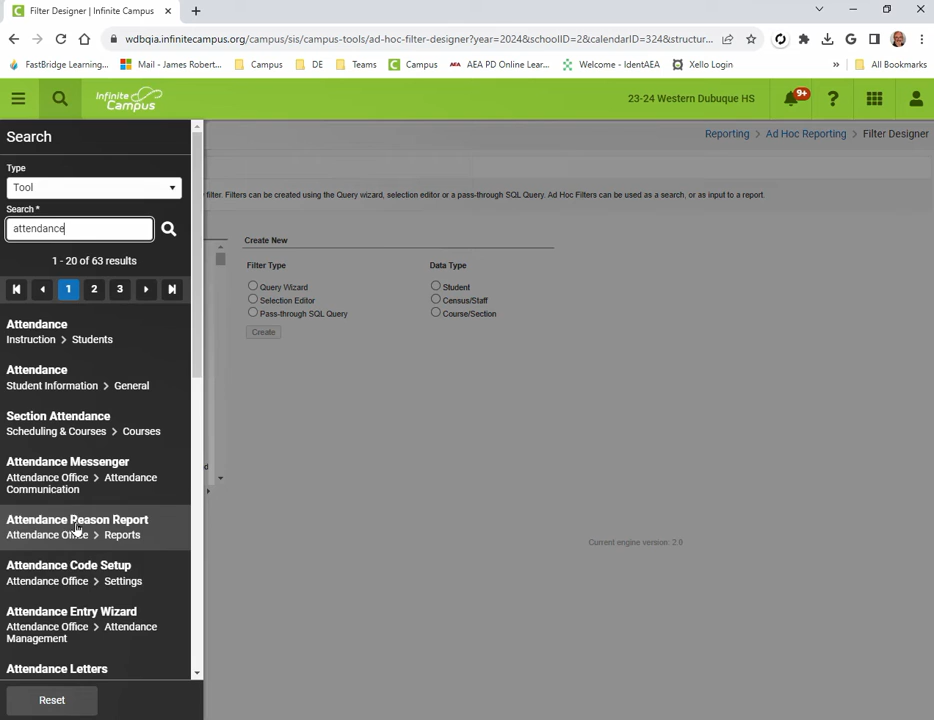 Filter Designer | Infinite Campus
wdbqia.infinitecampus.org/campus/sis/campus-tools/ad-hoc-filter-designer?year=2024&schoolID=2&calendarID=324&structur...
FastBridge Learning...
Mail - James Robert...
Campus
DE
Teams
Campus
AEA PD Online Lear...
Welcome - IdentAEA
Xello Login
»
All Bookmarks
Infinite
Campus
23-24 Western Dubuque HS
9+
?
Search
Reporting > Ad Hoc Reporting > Filter Designer
Type
Tool
filter. Filters can be created using the Query wizard, selection editor or a pass-through SQL Query. Ad Hoc Filters can be used as a search, or as input to a report.
Search *
attendance
1 - 20 of 63 results
1 2 3
Create New
Filter Type
Data Type
Query Wizard
Student
Selection Editor
Census/Staff
Pass-through SQL Query
Course/Section
Create
Attendance
Instruction > Students
Attendance
Student Information > General
Section Attendance
Scheduling & Courses > Courses
Attendance Messenger
Attendance Office > Attendance
Communication
d
Attendance Reason Report
Attendance Office > Reports
Current engine version: 2.0
Attendance Code Setup
Attendance Office > Settings
Attendance Entry Wizard
Attendance Office > Attendance
Management
Attendance Letters
Reset